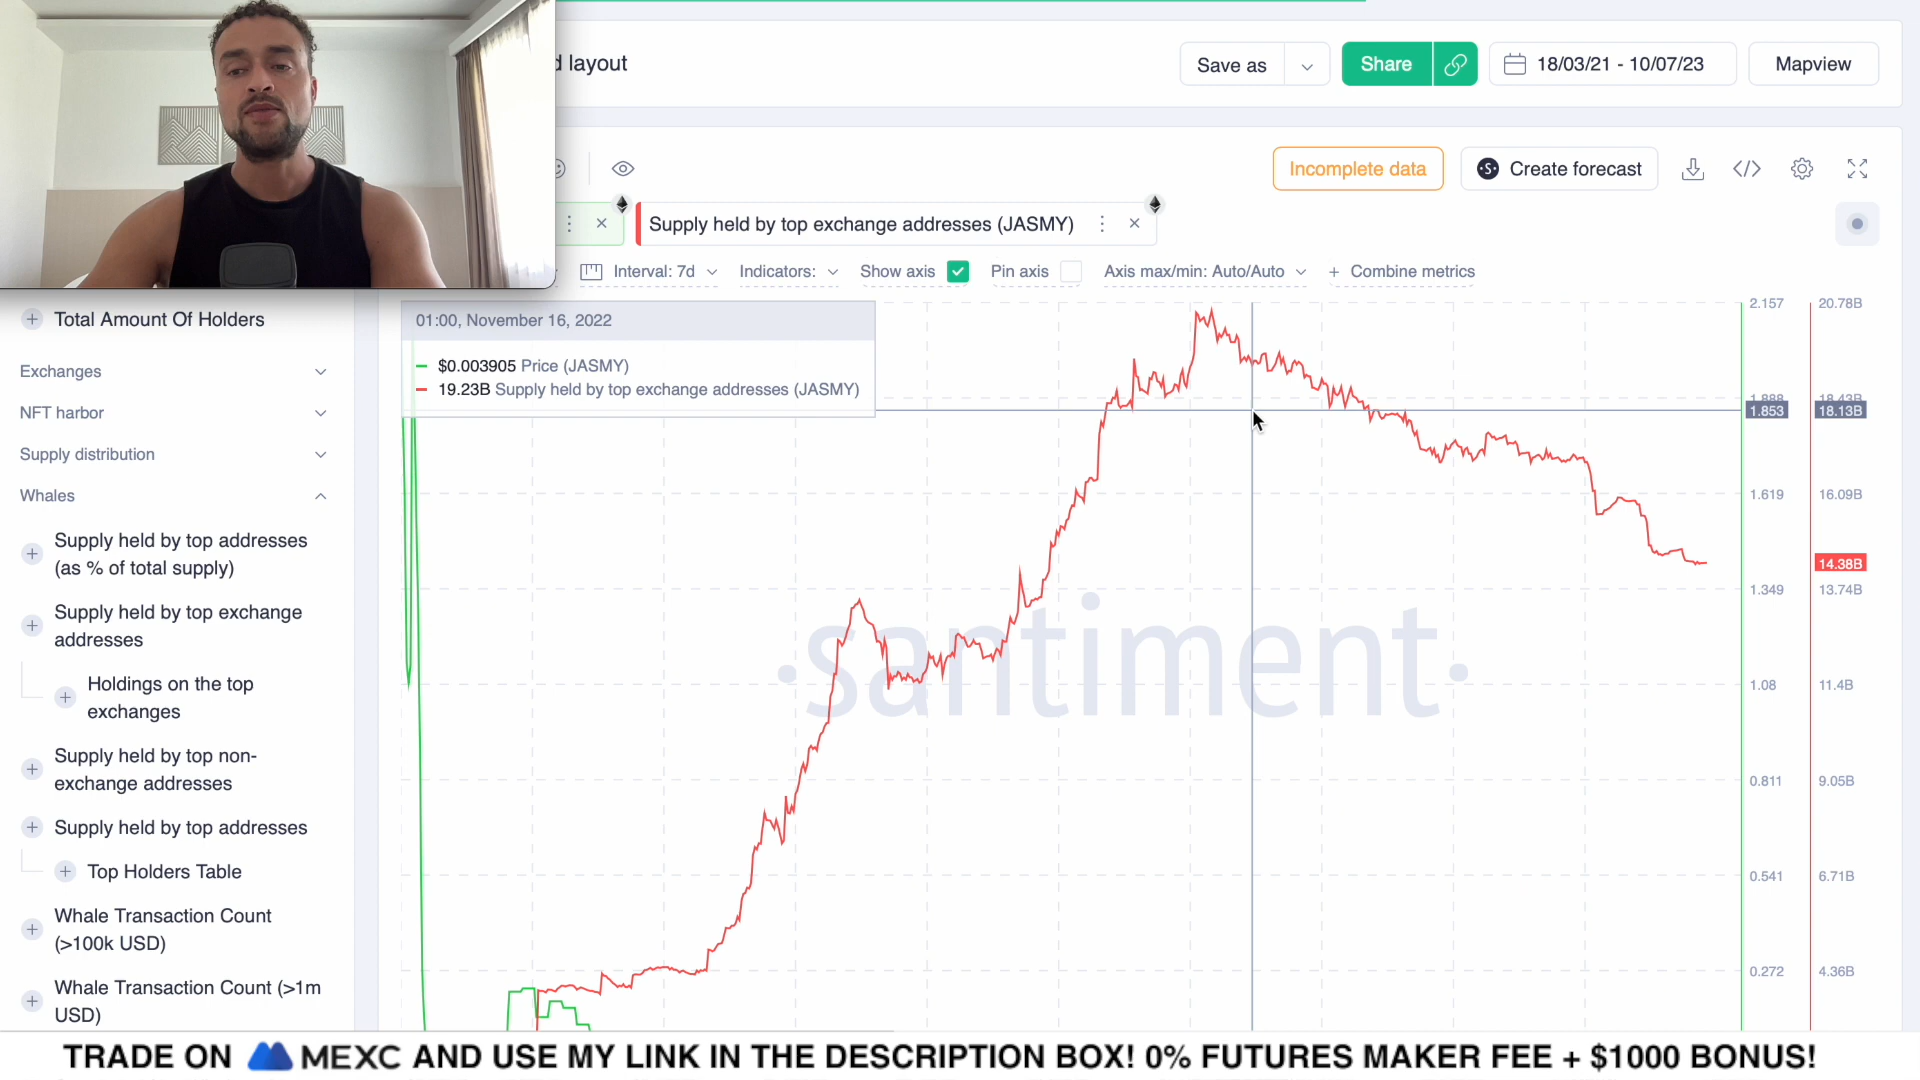 d layout
Save as
Share
18/03/21 - 10/07/23
Mapview
Incomplete data
Create forecast
Supply held by top exchange addresses (JASMY)
Interval: 7d
Indicators:
Show axis
Pin axis
Axis max/min: Auto/Auto
+ Combine metrics
Total Amount Of Holders
Exchanges
NFT harbor
Supply distribution
Whales
Supply held by top addresses
(as % of total supply)
Supply held by top exchange
addresses
Holdings on the top
exchanges
Supply held by top non-
exchange addresses
Supply held by top addresses
Top Holders Table
Whale Transaction Count
(>100k USD)
Whale Transaction Count (>1m
USD)
01:00, November 16, 2022
$0.003905 Price (JASMY)
19.23B Supply held by top exchange addresses (JASMY)
·santiment·
2.157 20.78B
1.888 18.43B
1.853 18.13B
1.619 16.09B
14.38B
1.349 13.74B
1.08 11.4B
0.811 9.05B
0.541 6.71B
0.272 4.36B
TRADE ON MEXC AND USE MY LINK IN THE DESCRIPTION BOX! 0% FUTURES MAKER FEE + $1000 BONUS!